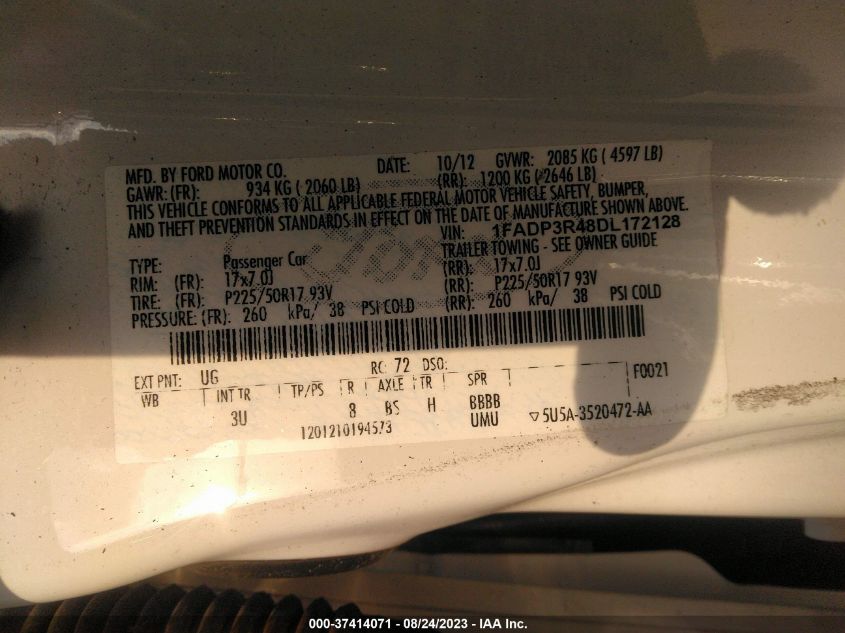 MFD. BY FORD MOTOR CO. DATE: 10/12 GVWR: 2085 KG ( 4597 LB)
GAWR: (FR): 934 KG ( 2060 LB) (RR): 1200 KG ( 2646 LB)
THIS VEHICLE CONFORMS TO ALL APPLICABLE FEDERAL MOTOR VEHICLE SAFETY, BUMPER,
AND THEFT PREVENTION STANDARDS IN EFFECT ON THE DATE OF MANUFACTURE SHOWN ABOVE.
VIN: 1FADP3R48DL172128
TYPE: Passenger Car TRAILER TOWING - SEE OWNER GUIDE
RIM: (FR): 17x7.0J (RR): 17x7.0J
TIRE: (FR): P225/50R17 93V (RR): P225/50R17 93V
PRESSURE: (FR): 260 kPa/ 38 PSI COLD (RR): 260 kPa/ 38 PSI COLD
EXT PNT: UG RC: 72 DSO: F0021
WB INT TR TP/PS R AXLE TR SPR
3U 8 BS H BBBB
1201210194573 UMU ▽5U5A-3520472-AA
Ford
000-37414071 - 08/24/2023 - IAA Inc.